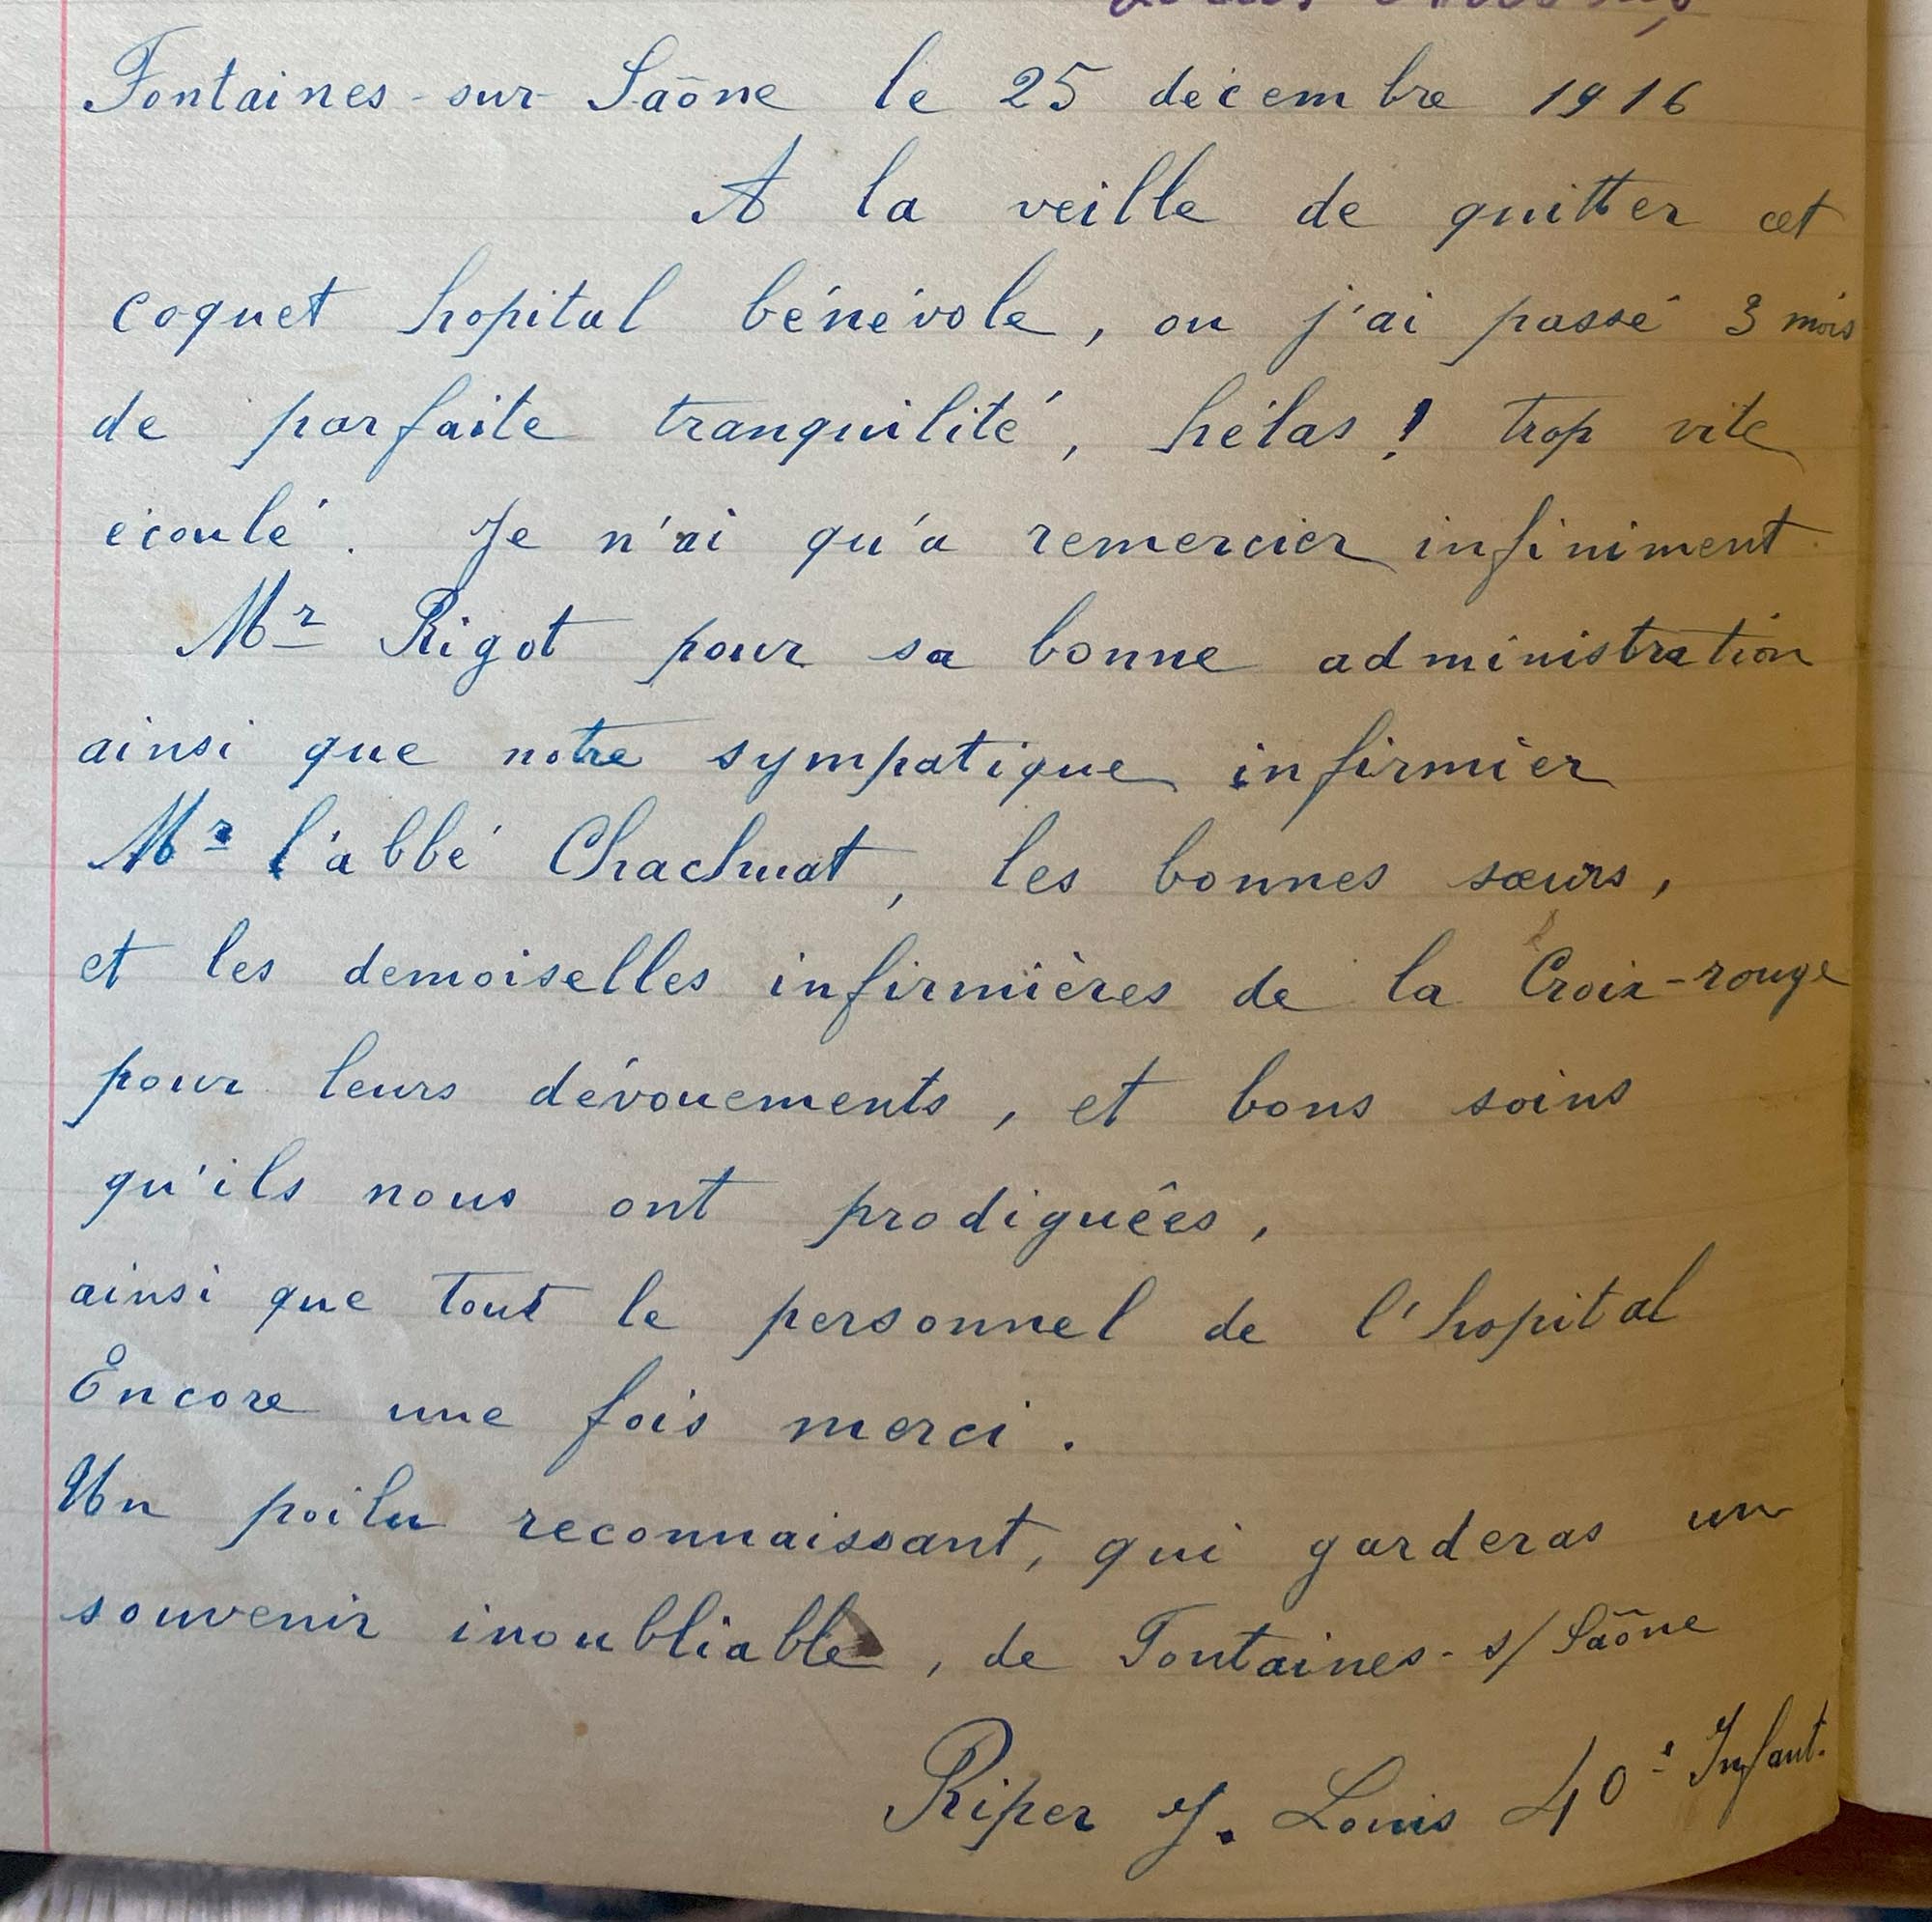 Fontaines-sur-Saône le 25 décembre 1916
A la veille de quitter cet
coquet hopital bénévole, ou j'ai passé 3 mois
de parfaite tranquilité, hélas ! trop vite
écoulé. Je n'ai qu'a remercier infiniment
Mr Rigot pour sa bonne administration
ainsi que notre sympatique infirmier
Mr l'abbé Chachuat, les bonnes sœurs,
et les demoiselles infirmières de la Croix-rouge
pour leurs dévouements, et bons soins
qu'ils nous ont prodiguées,
ainsi que tout le personnel de l'hopital
Encore une fois merci.
Un poilu reconnaissant, qui garderas un
souvenir inoubliable, de Fontaines-s/Saône
Riper J. Louis 40e Infant.